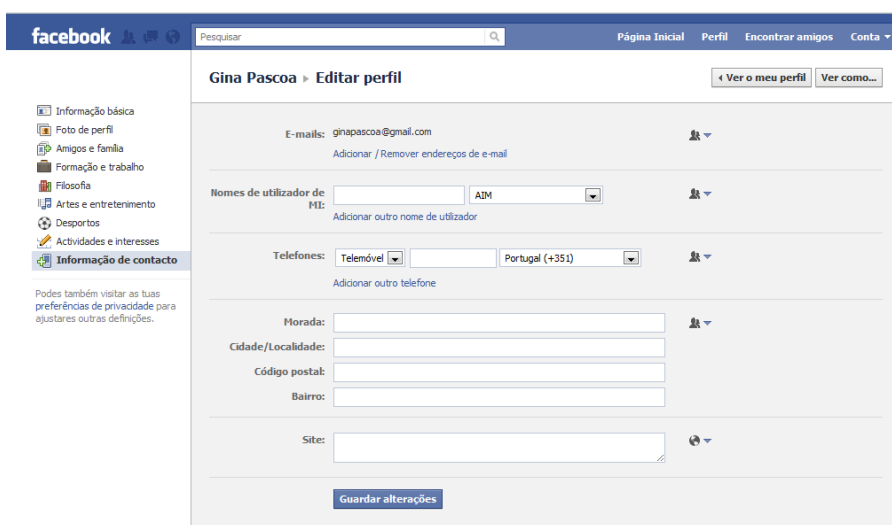 facebook
Pesquisar
Página Inicial Perfil Encontrar amigos Conta
Gina Pascoa Editar perfil
Ver o meu perfil Ver como...
Informação básica
Foto de perfil
Amigos e família
Formação e trabalho
Filosofia
Artes e entretenimento
Desportos
Actividades e interesses
Informação de contacto
Podes também visitar as tuas
preferências de privacidade para
ajustares outras definições.
E-mails: ginapascoa@gmail.com
Adicionar / Remover endereços de e-mail
Nomes de utilizador de
MI:
AIM
Adicionar outro nome de utilizador
Telefones: Telemóvel Portugal (+351)
Adicionar outro telefone
Morada:
Cidade/Localidade:
Código postal:
Bairro:
Site:
Guardar alterações